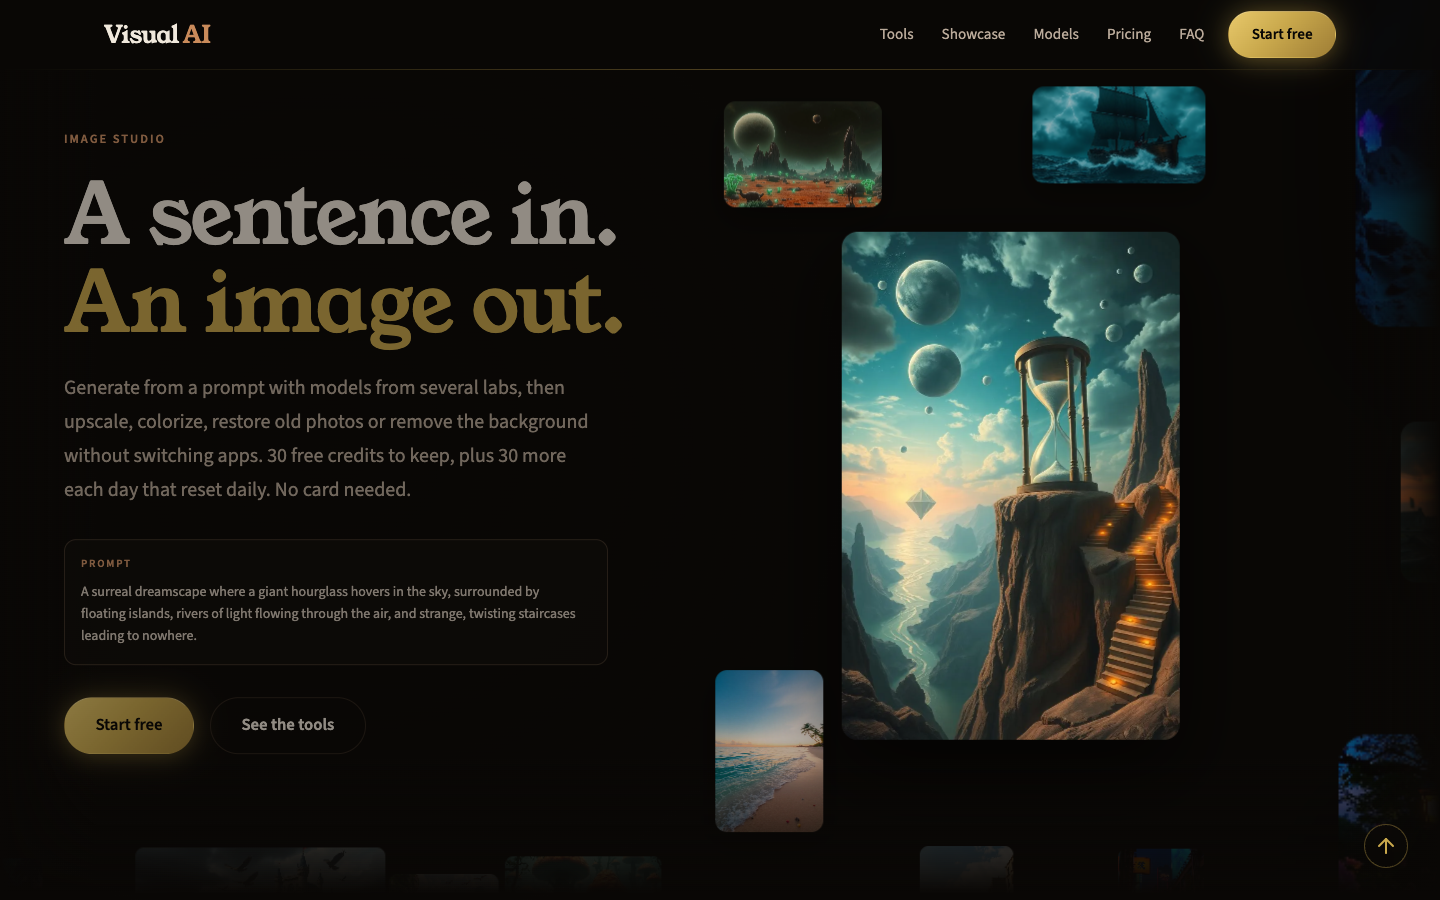 Visual AI
Tools
Showcase
Models
Pricing
FAQ
Start free
IMAGE STUDIO
A sentence in.
An image out.
Generate from a prompt with models from several labs, then
upscale, colorize, restore old photos or remove the background
without switching apps. 30 free credits to keep, plus 30 more
each day that reset daily. No card needed.
PROMPT
A surreal dreamscape where a giant hourglass hovers in the sky, surrounded by
floating islands, rivers of light flowing through the air, and strange, twisting staircases
leading to nowhere.
Start free
See the tools